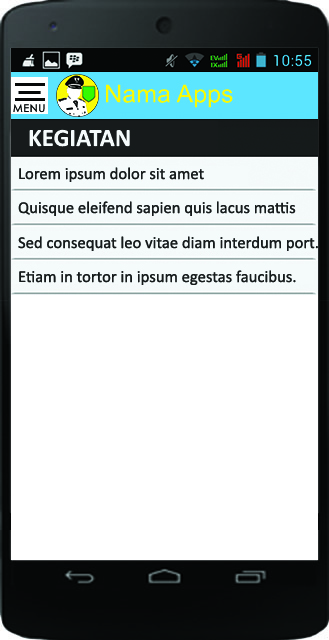 10:55
MENU
Nama Apps
KEGIATAN
Lorem ipsum dolor sit amet
Quisque eleifend sapien quis lacus mattis
Sed consequat leo vitae diam interdum port.
Etiam in tortor in ipsum egestas faucibus.